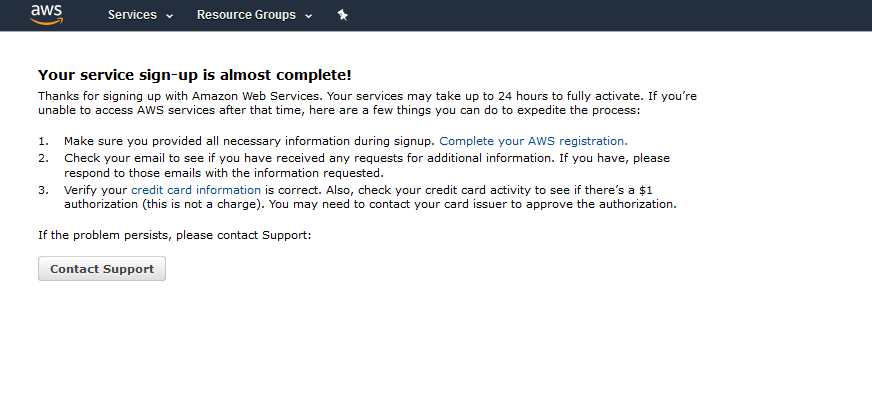 aws Services Resource Groups
Your service sign-up is almost complete!
Thanks for signing up with Amazon Web Services. Your services may take up to 24 hours to fully activate. If you’re
unable to access AWS services after that time, here are a few things you can do to expedite the process:
1. Make sure you provided all necessary information during signup. Complete your AWS registration.
2. Check your email to see if you have received any requests for additional information. If you have, please
respond to those emails with the information requested.
3. Verify your credit card information is correct. Also, check your credit card activity to see if there’s a $1
authorization (this is not a charge). You may need to contact your card issuer to approve the authorization.
If the problem persists, please contact Support:
Contact Support